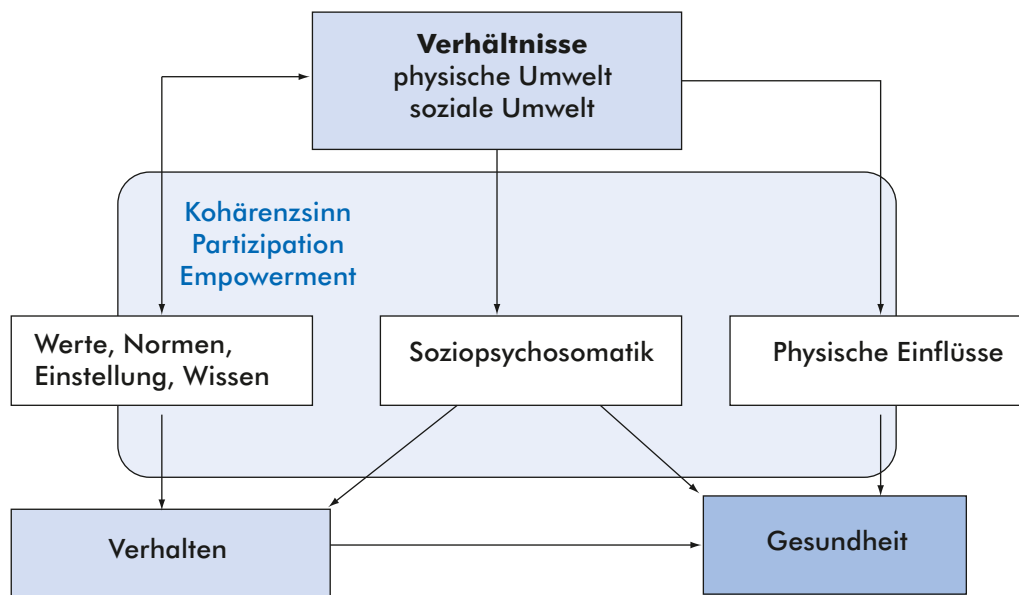 Verhältnisse
physische Umwelt
soziale Umwelt
Kohärenzsinn
Partizipation
Empowerment
Werte, Normen,
Einstellung, Wissen
Soziopsychosomatik
Physische Einflüsse
Verhalten
Gesundheit